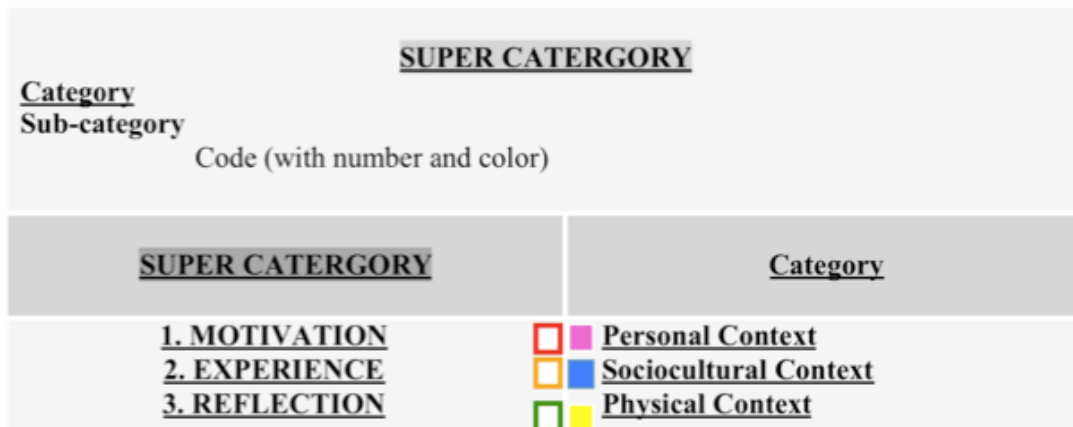 SUPER CATERGORY
Category
Sub-category
Code (with number and color)
SUPER CATERGORY
Category
1. MOTIVATION
Personal Context
2. EXPERIENCE
Sociocultural Context
3. REFLECTION
Physical Context